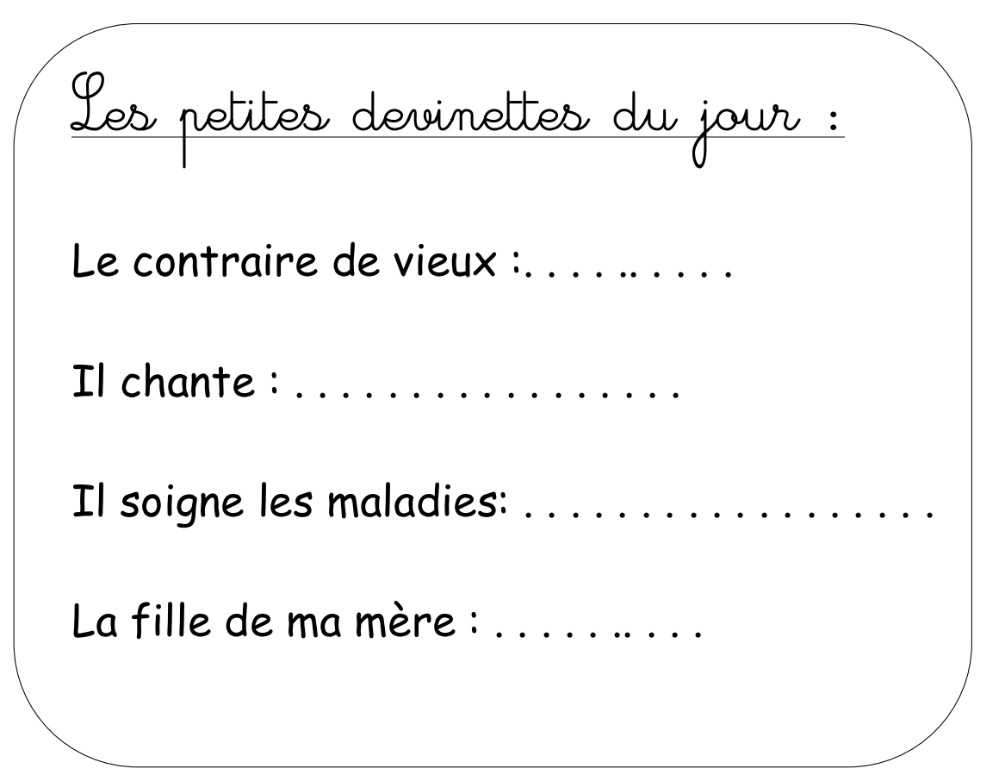 Les petites devinettes du jour :
Le contraire de vieux :. . . . .. . . . .
Il chante : . . . . . . . . . . . . . . . . .
Il soigne les maladies: . . . . . . . . . . . . . . . . . .
La fille de ma mère : . . . . . .. . . .